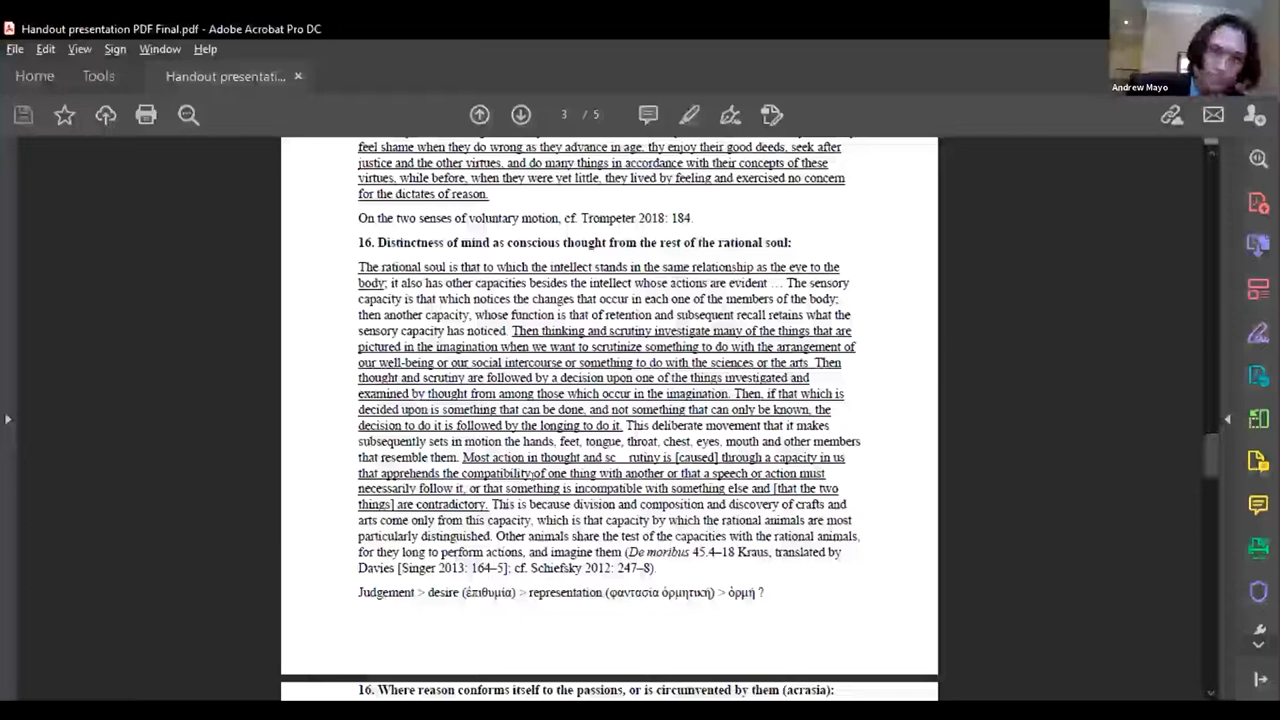 Handout presentation PDF Final.pdf - Adobe Acrobat Pro DC
File Edit View Sign Window Help
Home Tools Handout presentati... ×
3 / 5
Andrew Mayo
feel shame when they do wrong as they advance in age, thy enjoy their good deeds, seek after
justice and the other virtues, and do many things in accordance with their concepts of these
virtues, while before, when they were yet little, they lived by feeling and exercised no concern
for the dictates of reason.
On the two senses of voluntary motion, cf. Trompeter 2018: 184.
16. Distinctness of mind as conscious thought from the rest of the rational soul:
The rational soul is that to which the intellect stands in the same relationship as the eye to the
body; it also has other capacities besides the intellect whose actions are evident … The sensory
capacity is that which notices the changes that occur in each one of the members of the body;
then another capacity, whose function is that of retention and subsequent recall retains what the
sensory capacity has noticed. Then thinking and scrutiny investigate many of the things that are
pictured in the imagination when we want to scrutinize something to do with the arrangement of
our well-being or our social intercourse or something to do with the sciences or the arts. Then
thought and scrutiny are followed by a decision upon one of the things investigated and
examined by thought from among those which occur in the imagination. Then, if that which is
decided upon is something that can be done, and not something that can only be known, the
decision to do it is followed by the longing to do it. This deliberate movement that it makes
subsequently sets in motion the hands, feet, tongue, throat, chest, eyes, mouth and other members
that resemble them. Most action in thought and sc rutiny is [caused] through a capacity in us
that apprehends the compatibility of one thing with another or that a speech or action must
necessarily follow it, or that something is incompatible with something else and [that the two
things] are contradictory. This is because division and composition and discovery of crafts and
arts come only from this capacity, which is that capacity by which the rational animals are most
particularly distinguished. Other animals share the test of the capacities with the rational animals,
for they long to perform actions, and imagine them (De moribus 45.4–18 Kraus, translated by
Davies [Singer 2013: 164–5]; cf. Schiefsky 2012: 247–8).
Judgement > desire (ἐπιθυμία) > representation (φαντασία ὁρμητική) > ὁρμή ?
16. Where reason conforms itself to the passions, or is circumvented by them (acrasia):